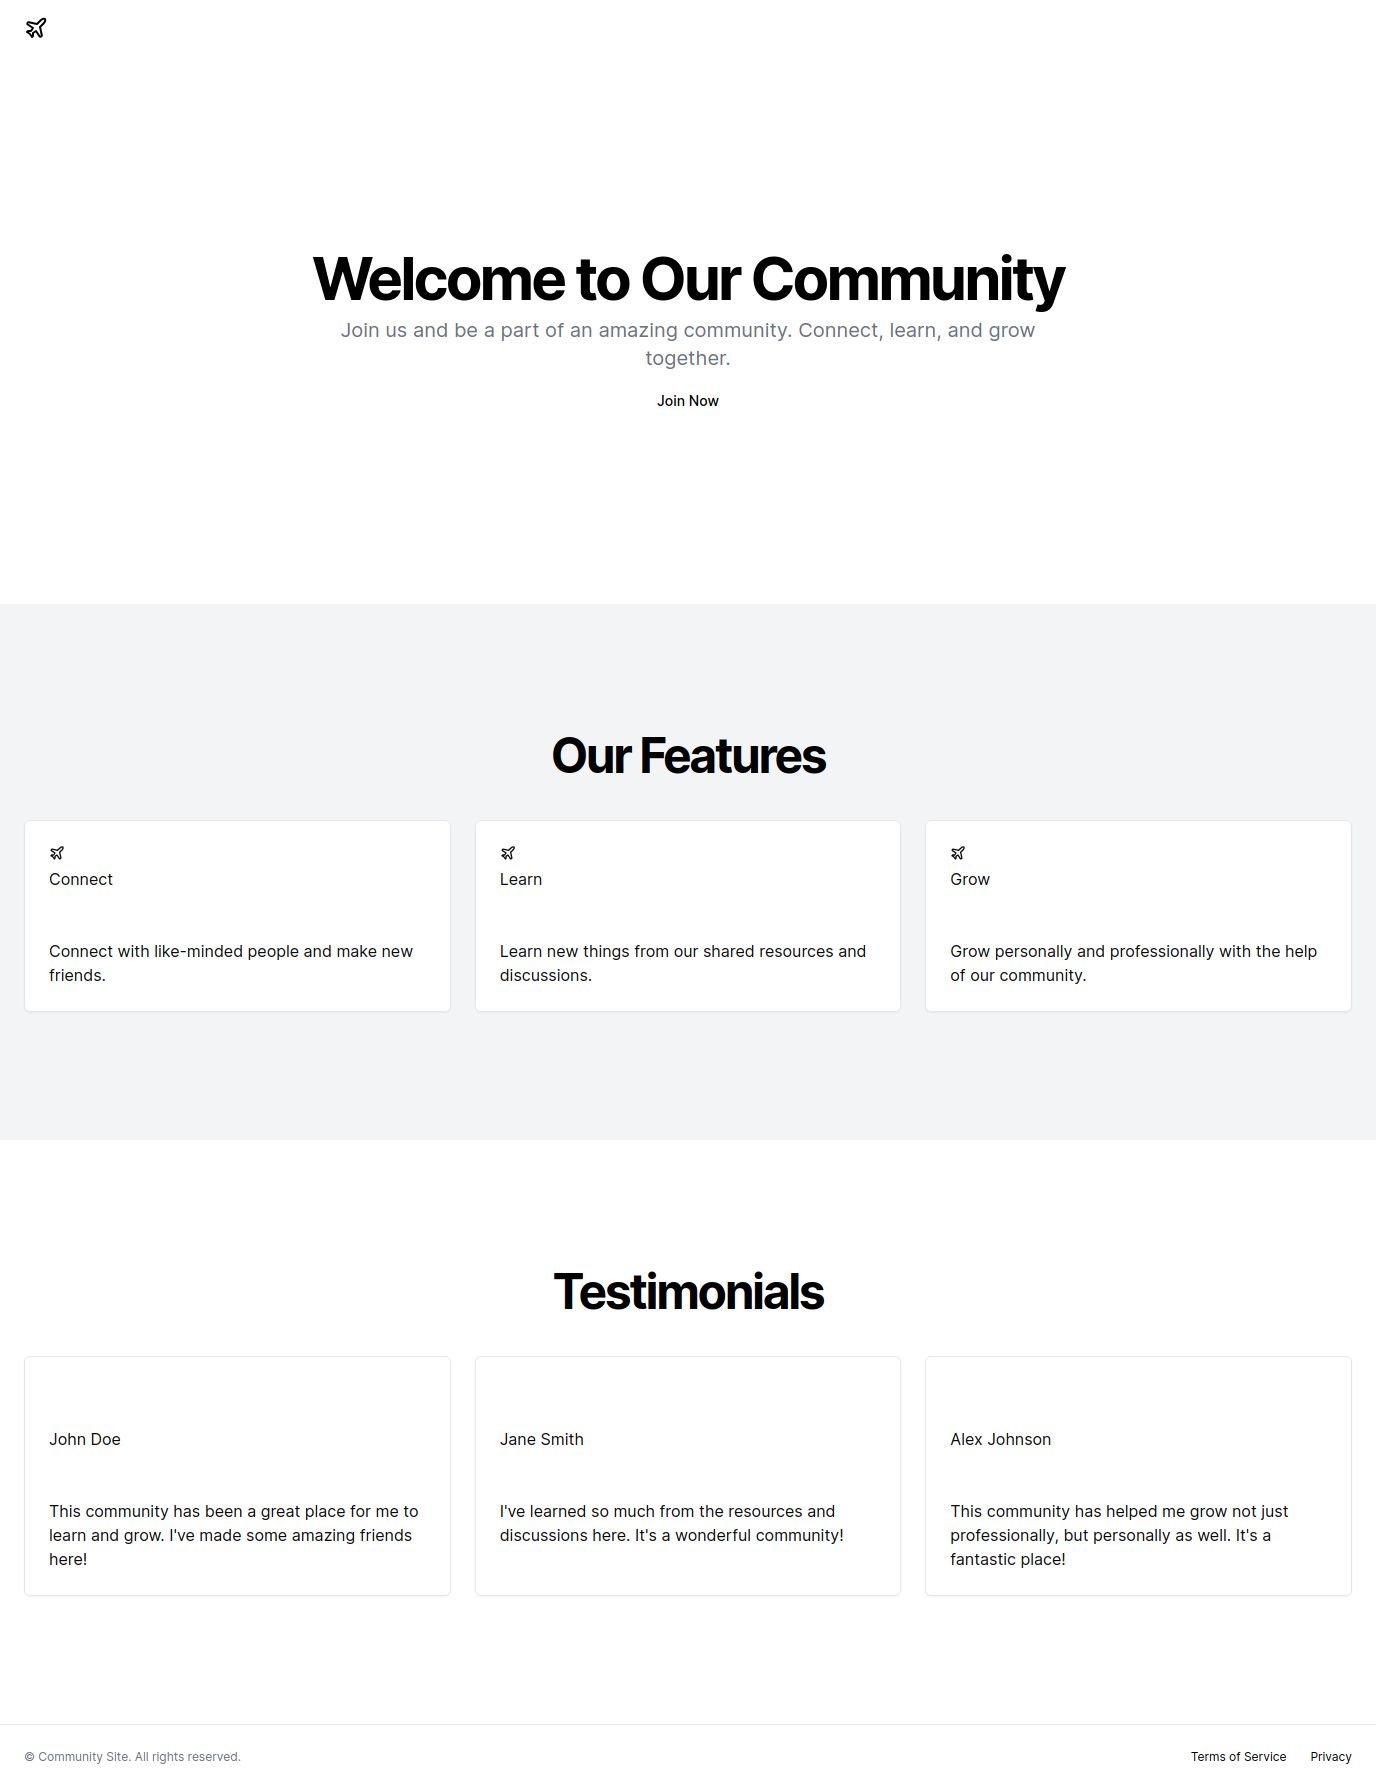 Welcome to Our Community
Join us and be a part of an amazing community. Connect, learn, and grow
together.
Join Now
Our Features
Connect
Connect with like-minded people and make new
friends.
Learn
Learn new things from our shared resources and
discussions.
Grow
Grow personally and professionally with the help
of our community.
Testimonials
John Doe
This community has been a great place for me to
learn and grow. I've made some amazing friends
here!
Jane Smith
I've learned so much from the resources and
discussions here. It's a wonderful community!
Alex Johnson
This community has helped me grow not just
professionally, but personally as well. It's a
fantastic place!
© Community Site. All rights reserved.
Terms of Service
Privacy